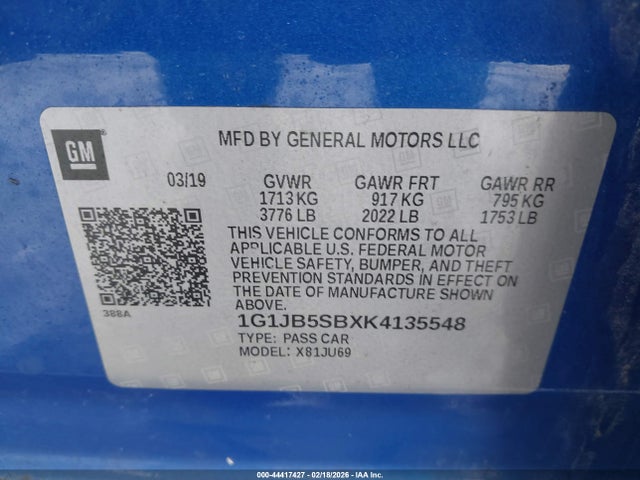 GM
MFD BY GENERAL MOTORS LLC
03/19 GVWR GAWR FRT GAWR RR
1713 KG 917 KG 795 KG
3776 LB 2022 LB 1753 LB
THIS VEHICLE CONFORMS TO ALL
APPLICABLE U.S. FEDERAL MOTOR
VEHICLE SAFETY, BUMPER, AND THEFT
PREVENTION STANDARDS IN EFFECT ON
THE DATE OF MANUFACTURE SHOWN
ABOVE.
388A
1G1JB5SBXK4135548
TYPE: PASS CAR
MODEL: X81JU69
000-44417427 - 02/18/2026 - IAA Inc.